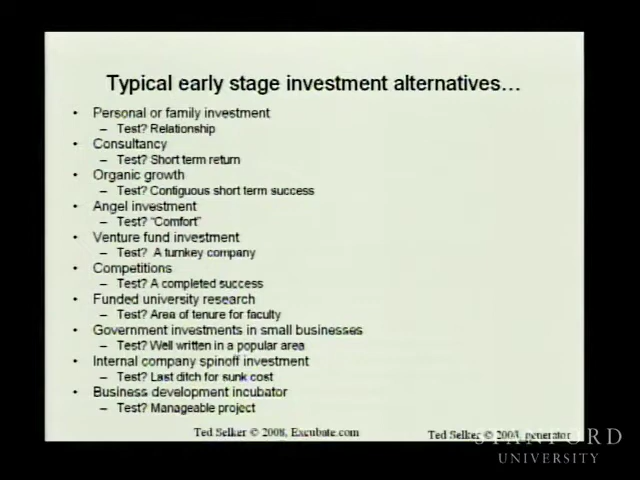 Typical early stage investment alternatives…
• Personal or family investment
– Test? Relationship
• Consultancy
– Test? Short term return
• Organic growth
– Test? Contiguous short term success
• Angel investment
– Test? "Comfort"
• Venture fund investment
– Test? A turnkey company
• Competitions
– Test? A completed success
• Funded university research
– Test? Area of tenure for faculty
• Government investments in small businesses
– Test? Well written in a popular area
• Internal company spinoff investment
– Test? Last ditch for sunk cost
• Business development incubator
– Test? Manageable project
Ted Selker © 2008, Excubate.com
Ted Selker © 2003, generator
STANFORD
UNIVERSITY